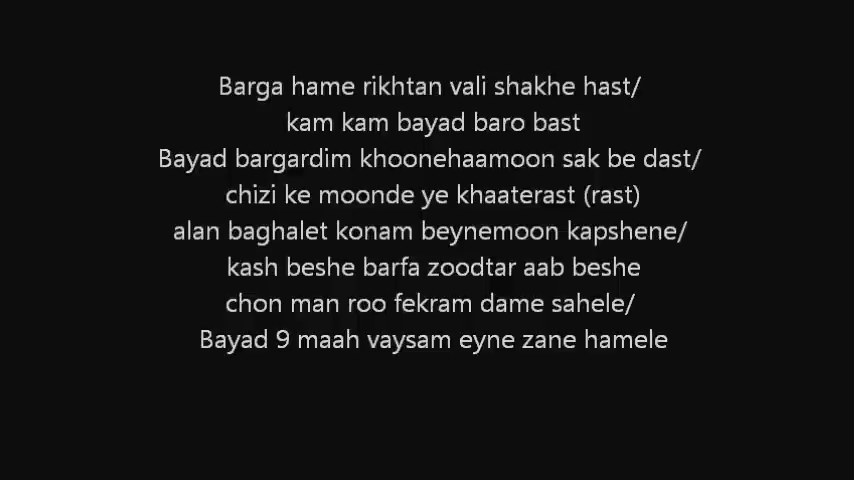 Barga hame rikhtan vali shakhe hast/
kam kam bayad baro bast
Bayad bargardim khoonehaamoon sak be dast/
chizi ke moonde ye khaaterast (rast)
alan baghalet konam beynemoon kapshene/
kash beshe barfa zoodtar aab beshe
chon man roo fekram dame sahele/
Bayad 9 maah vaysam eyne zane hamele